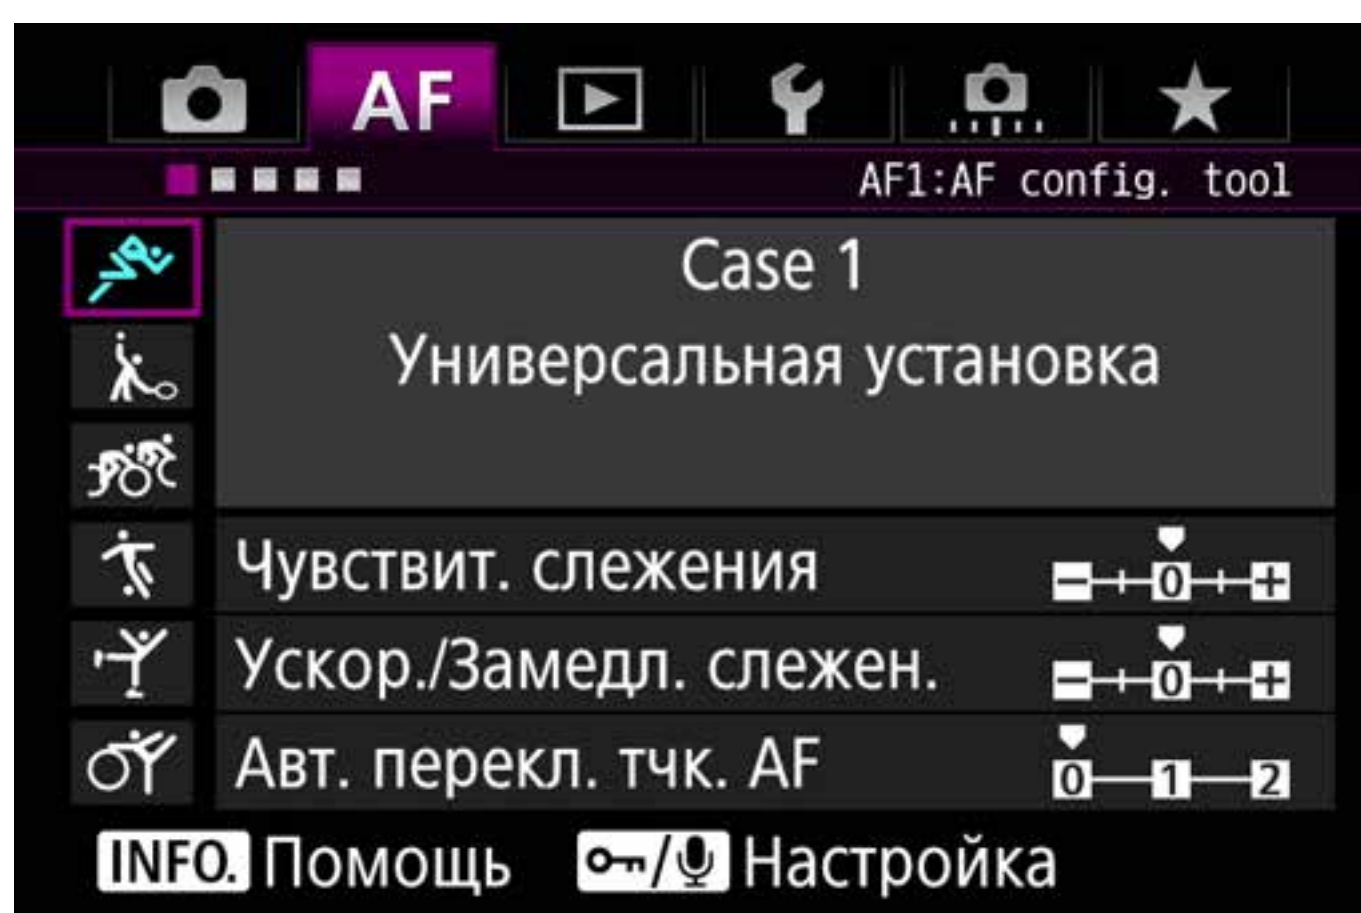 AF
AF1:AF config. tool
Case 1
Универсальная установка
Чувствит. слежения
− 0 +
Ускор./Замедл. слежен.
− 0 +
Авт. перекл. тчк. AF
0 1 2
INFO. Помощь / Настройка